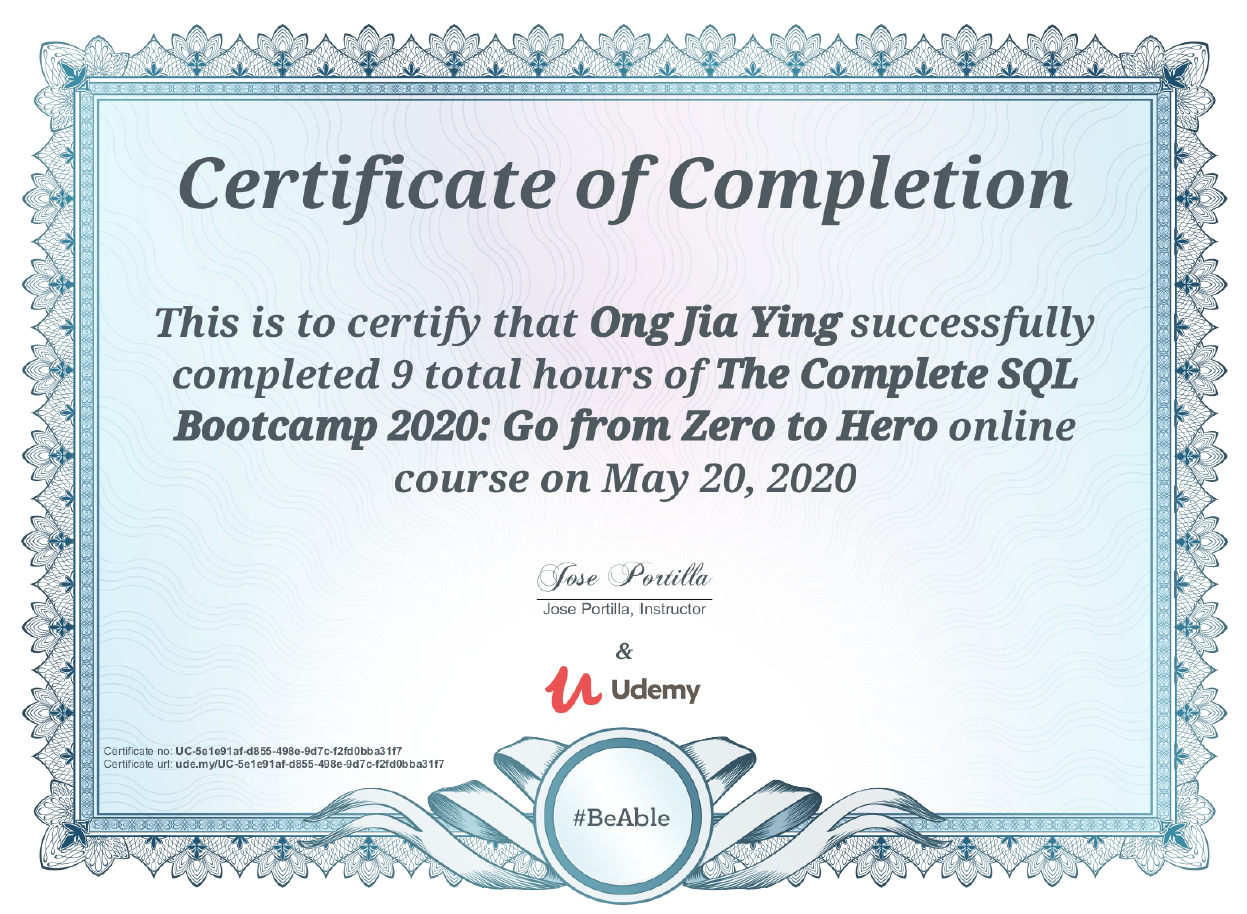 Certificate of Completion
This is to certify that Ong Jia Ying successfully
completed 9 total hours of The Complete SQL
Bootcamp 2020: Go from Zero to Hero online
course on May 20, 2020
Jose Portilla
Jose Portilla, Instructor
&
Udemy
Certificate no: UC-5e1e91af-d855-498e-9d7c-f2fd0bba31f7
Certificate url: ude.my/UC-5e1e91af-d855-498e-9d7c-f2fd0bba31f7
#BeAble